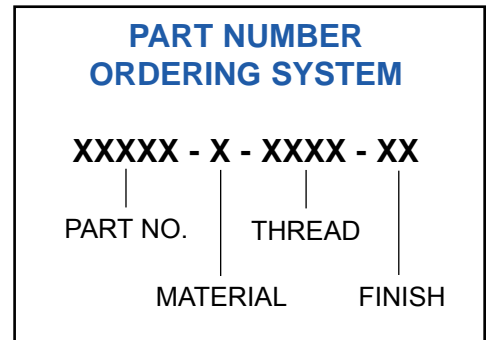 PART NUMBER
ORDERING SYSTEM
XXXXX - X - XXXX - XX
PART NO.
THREAD
MATERIAL
FINISH